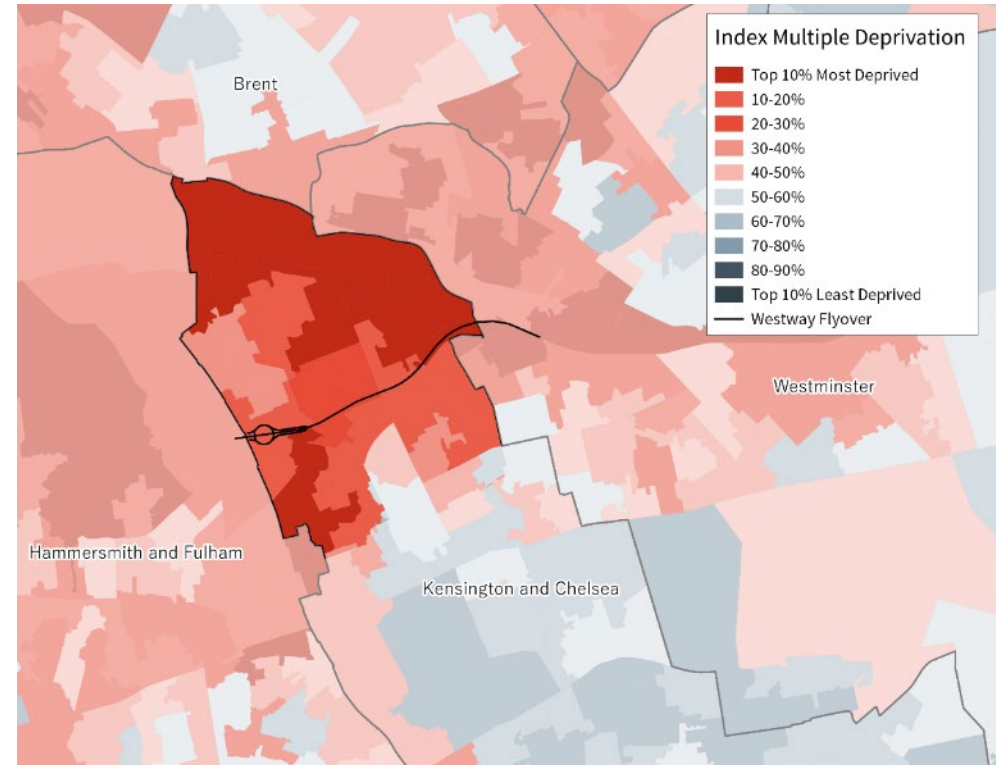 Index Multiple Deprivation
Top 10% Most Deprived
10-20%
20-30%
30-40%
40-50%
50-60%
60-70%
70-80%
80-90%
Top 10% Least Deprived
Westway Flyover
Brent
Westminster
Hammersmith and Fulham
Kensington and Chelsea